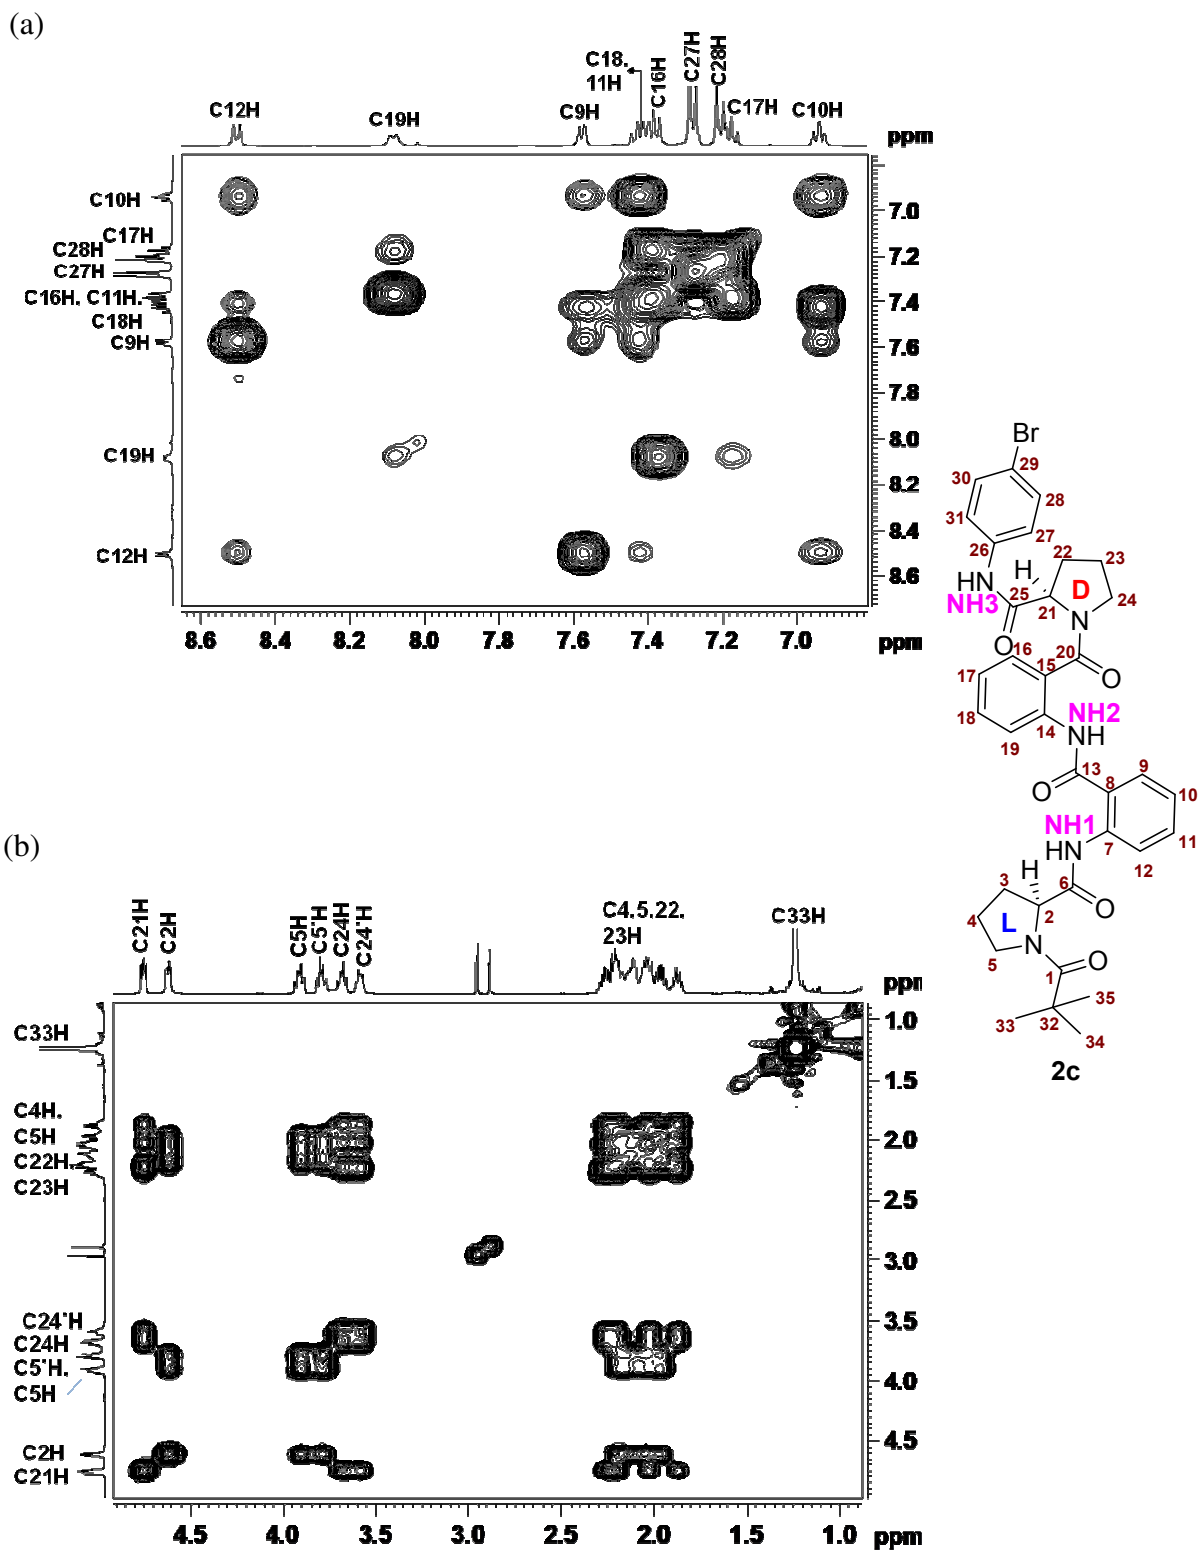 (a)
C12H
C19H
C9H
C18.
11H
C16H
C27H
C28H
C17H
C10H
ppm
C10H
C17H
C28H
C27H
C16H. C11H.
C18H
C9H
C19H
C12H
7.0
7.2
7.4
7.6
7.8
8.0
8.2
8.4
8.6
8.6 8.4 8.2 8.0 7.8 7.6 7.4 7.2 7.0 ppm
Br
29
30
28
31
27
26
22
23
HN
H
D
NH3
25
24
21
N
O
16
20
15
O
17
NH2
18
14
NH
19
13
9
O
8
10
NH1
11
HN
7
12
H
3
6
2
4
O
L
N
5
1
O
35
33
32
34
2c
(b)
C21H
C2H
C5H
C5'H
C24H
C24'H
C4.5.22.
23H
C33H
ppm
C33H
C4H.
C5H
C22H.
C23H
C24'H
C24H
C5'H.
C5H
C2H
C21H
1.0
1.5
2.0
2.5
3.0
3.5
4.0
4.5
4.5 4.0 3.5 3.0 2.5 2.0 1.5 1.0 ppm